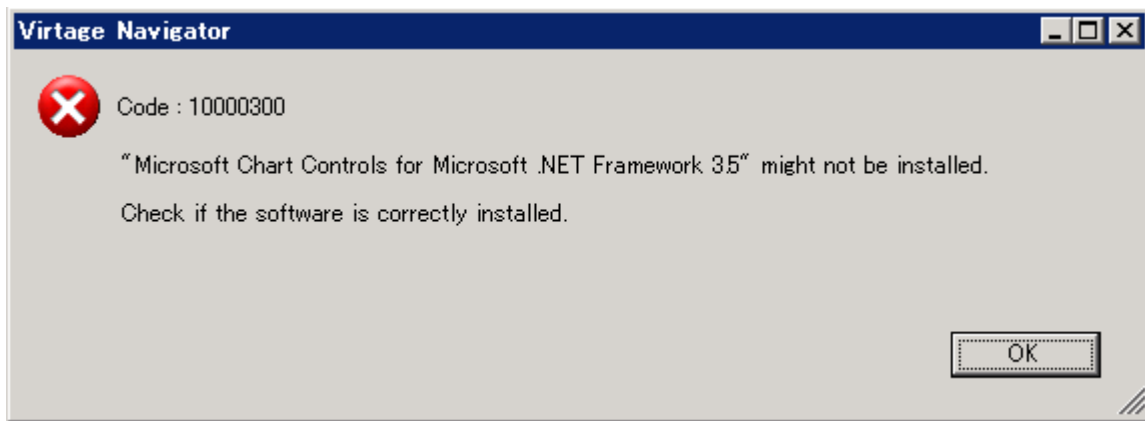 Virtage Navigator
Code : 10000300
"Microsoft Chart Controls for Microsoft .NET Framework 3.5" might not be installed.
Check if the software is correctly installed.
OK